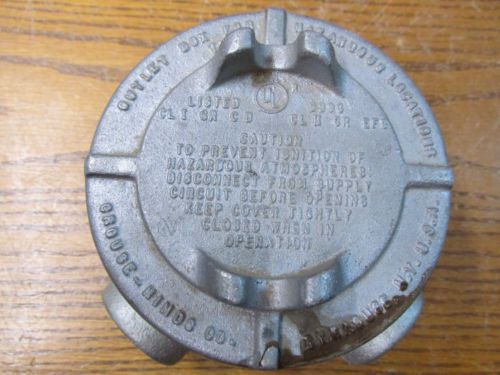 OUTLET BOX FOR HAZARDOUS LOCATIONS
LISTED UL
CL I GR C D CL II GR EFG
CAUTION
TO PREVENT IGNITION OF
HAZARDOUS ATMOSPHERES:
DISCONNECT FROM SUPPLY
CIRCUIT BEFORE OPENING
KEEP COVER TIGHTLY
CLOSED WHEN IN
OPERATION
CROUSE-HINDS CO.
SYRACUSE, N.Y. U.S.A.